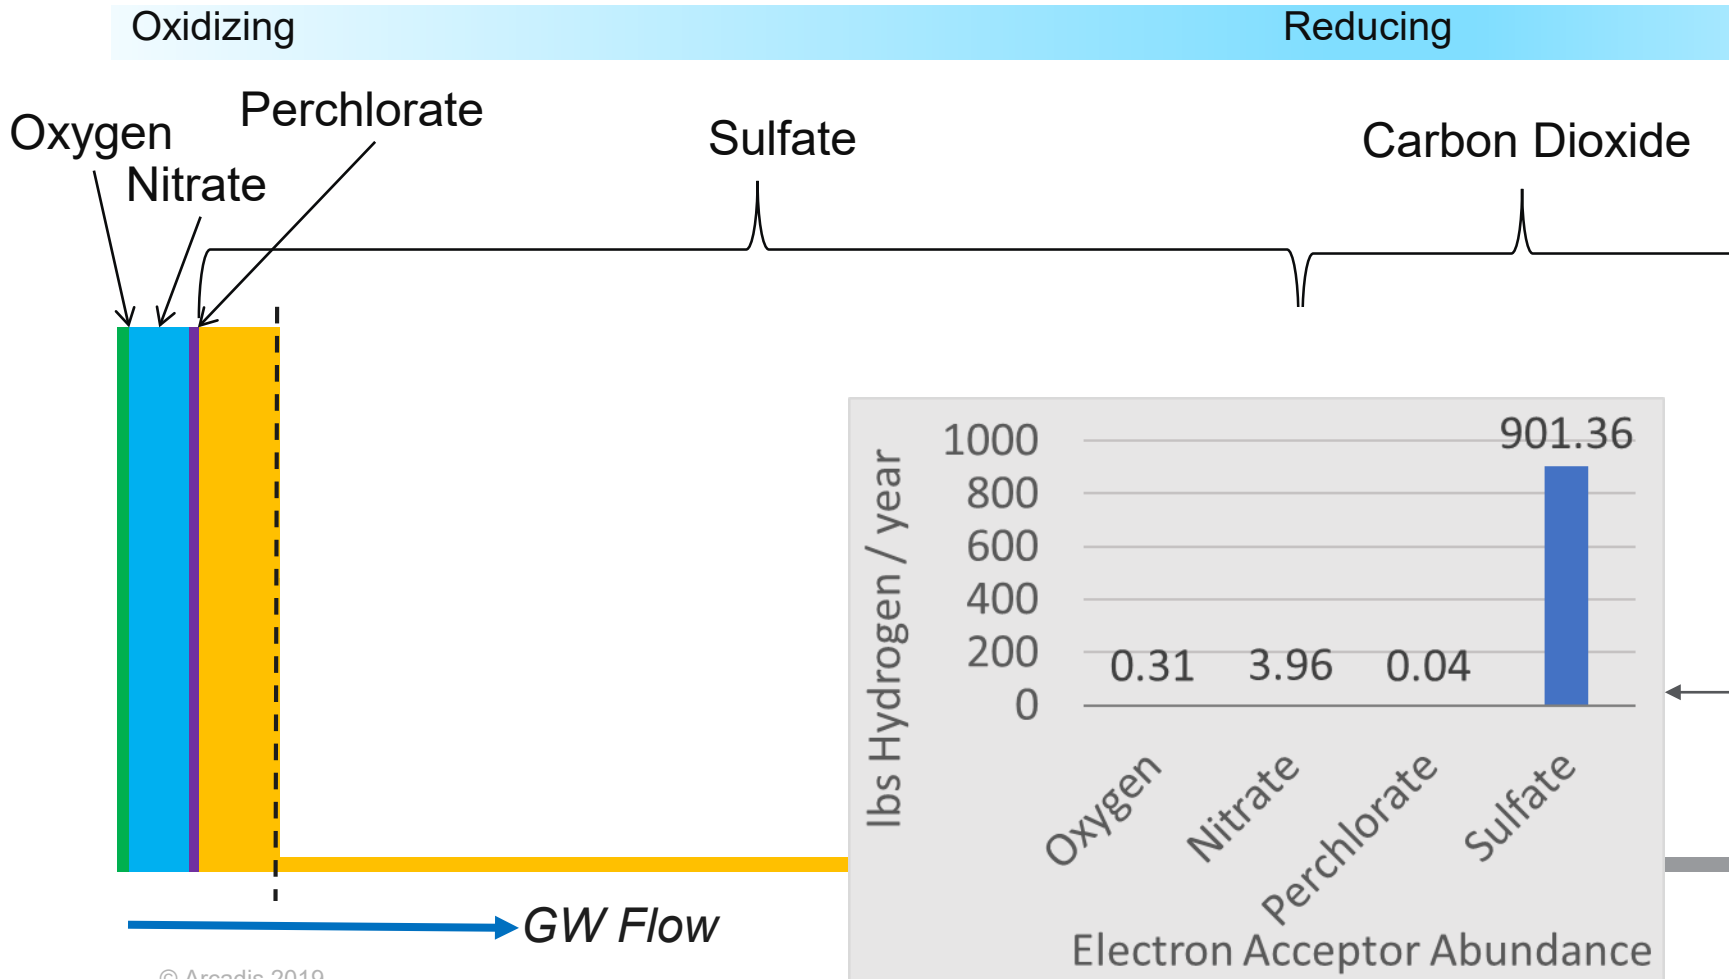 Oxidizing
Reducing
Oxygen
Perchlorate
Nitrate
Sulfate
Carbon Dioxide
lbs Hydrogen / year
1000
800
600
400
200
0
0.31
3.96
0.04
901.36
Oxygen
Nitrate
Perchlorate
Sulfate
Electron Acceptor Abundance
GW Flow
© Arcadis 2019